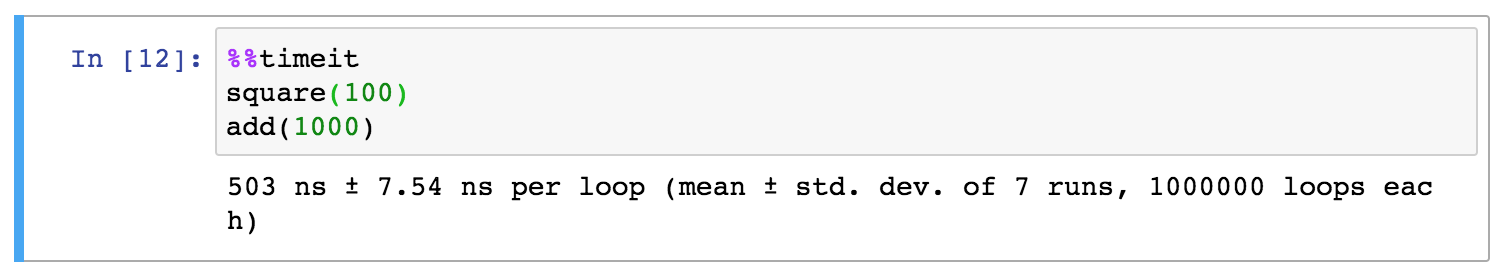 In [12]: %%timeit
square(100)
add(1000)
503 ns ± 7.54 ns per loop (mean ± std. dev. of 7 runs, 1000000 loops eac
h)